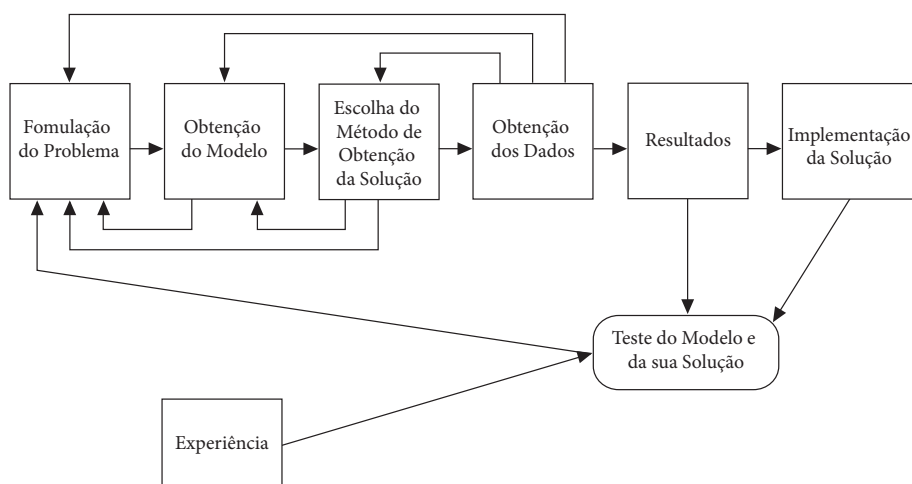 Fomulação
do Problema
Obtenção
do Modelo
Escolha do
Método de
Obtenção
da Solução
Obtenção
dos Dados
Resultados
Implementação
da Solução
Teste do Modelo e
da sua Solução
Experiência